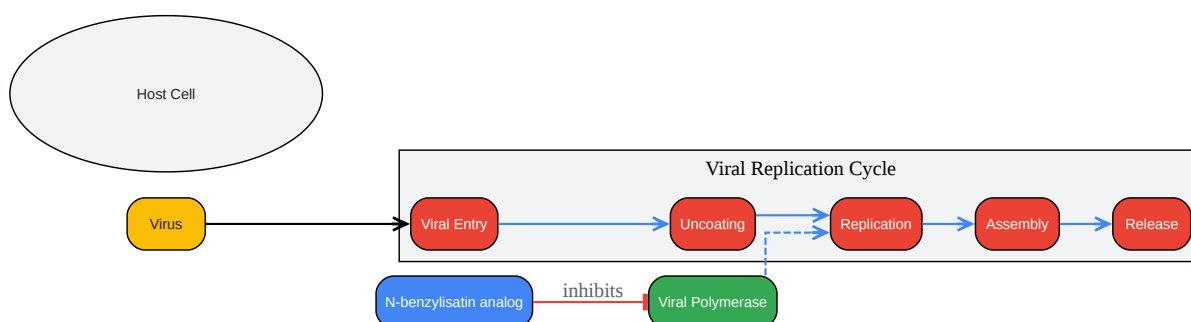 Host Cell
Viral Replication Cycle
Virus
Viral Entry
Uncoating
Replication
Assembly
Release
N-benzylisatin analog
inhibits
Viral Polymerase